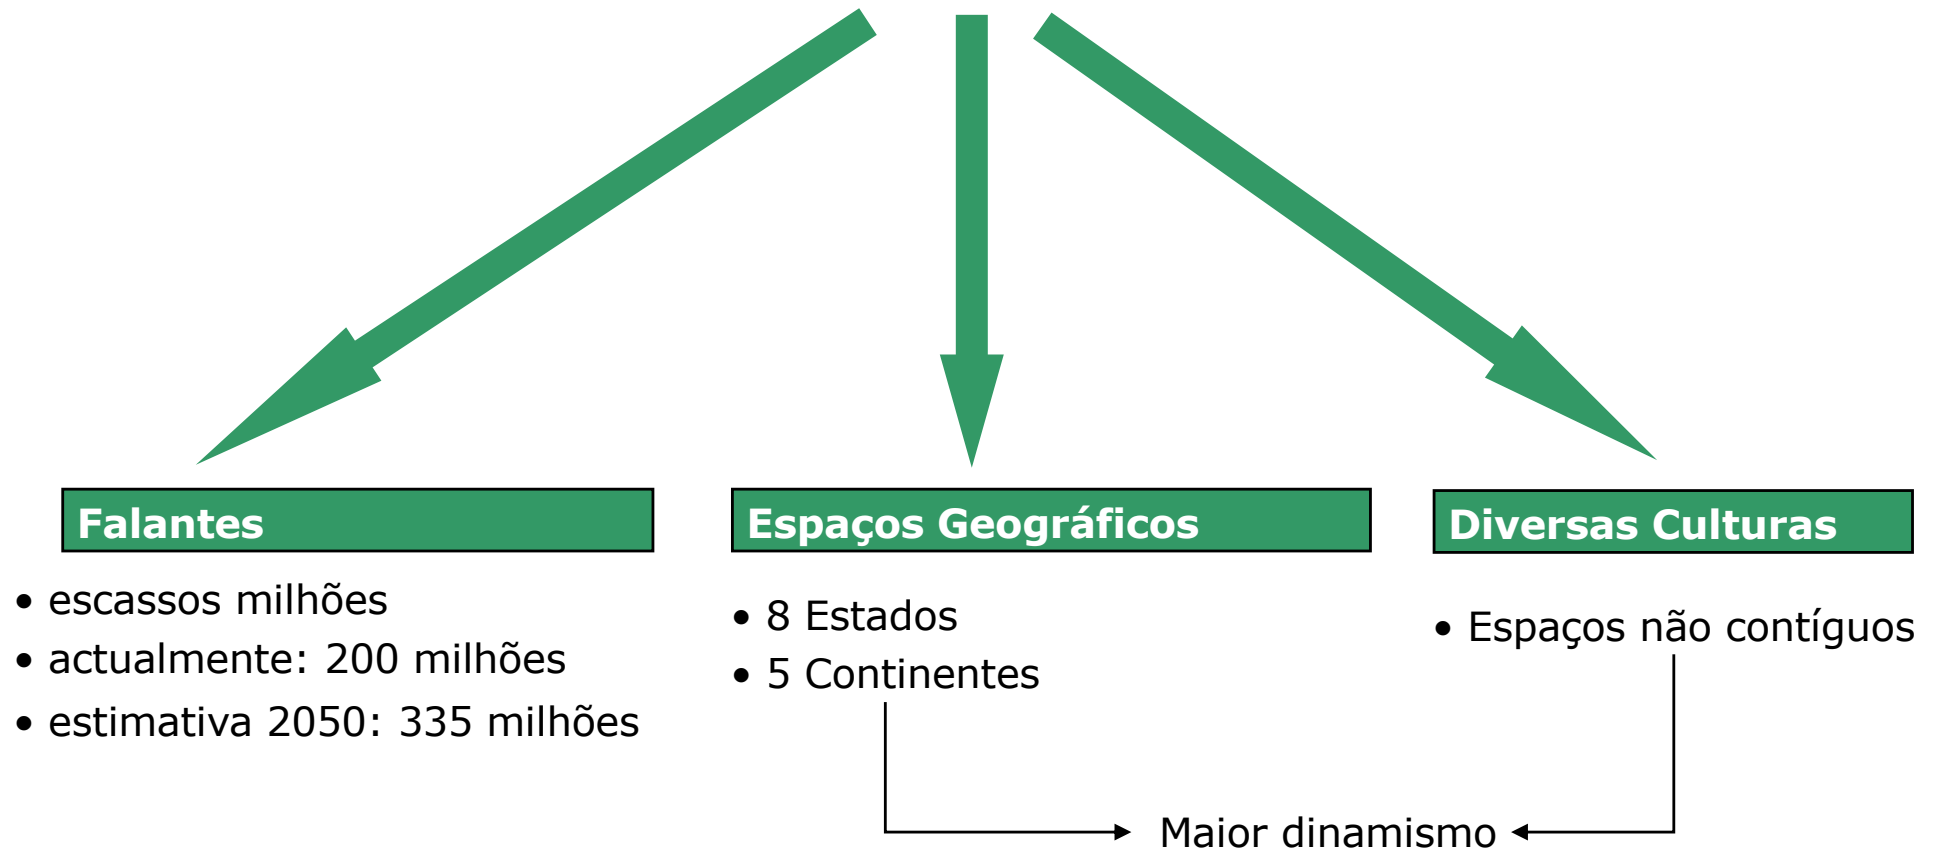 Falantes
• escassos milhões
• actualmente: 200 milhões
• estimativa 2050: 335 milhões
Espaços Geográficos
• 8 Estados
• 5 Continentes
Diversas Culturas
• Espaços não contíguos
Maior dinamismo